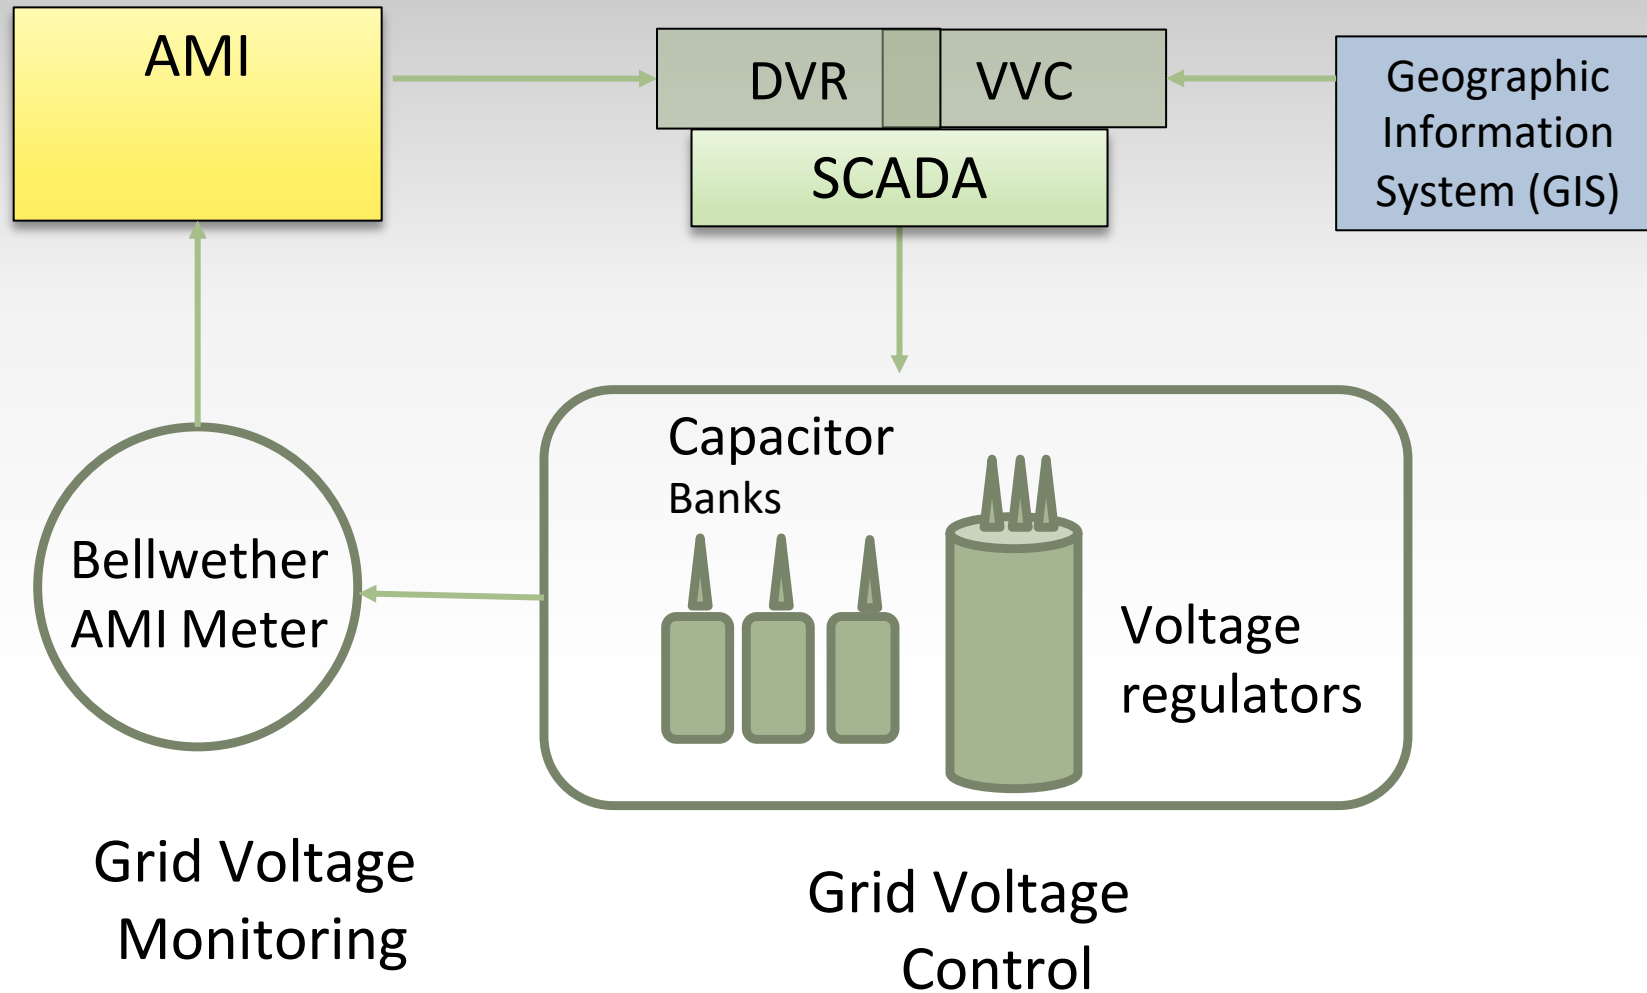 AMI
DVR
VVC
SCADA
Geographic
Information
System (GIS)
Bellwether
AMI Meter
Capacitor
Banks
Voltage
regulators
Grid Voltage
Monitoring
Grid Voltage
Control